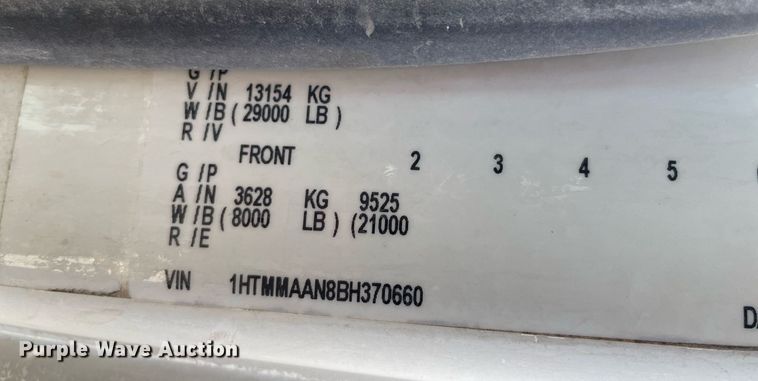 G /P
V /N 13154 KG
W /B ( 29000 LB )
R /V
FRONT 2 3 4 5
G /P
A /N 3628 KG 9525
W /B ( 8000 LB ) ( 21000
R /E
VIN 1HTMMAAN8BH370660
Purple Wave Auction